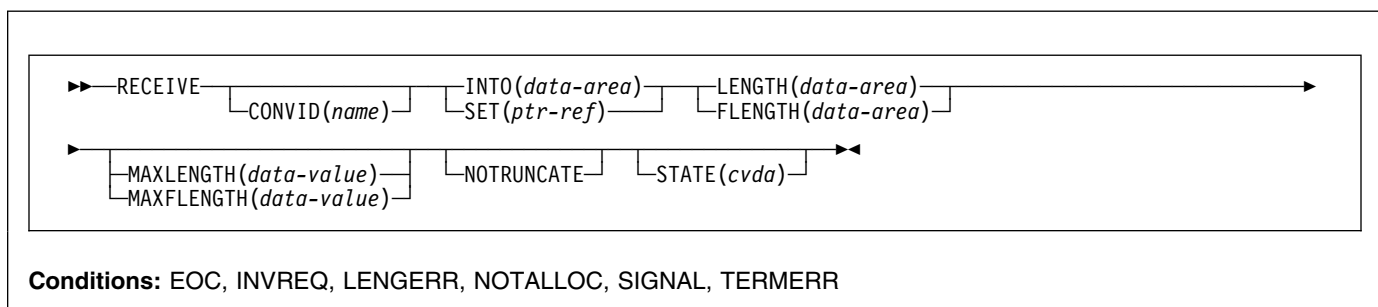 RECEIVE INTO(data-area) LENGTH(data-area)
CONVID(name) SET(ptr-ref) FLENGTH(data-area)
MAXLENGTH(data-value) NOTRUNCATE STATE(cvda)
MAXFLENGTH(data-value)
Conditions: EOC, INVREQ, LENGERR, NOTALLOC, SIGNAL, TERMERR